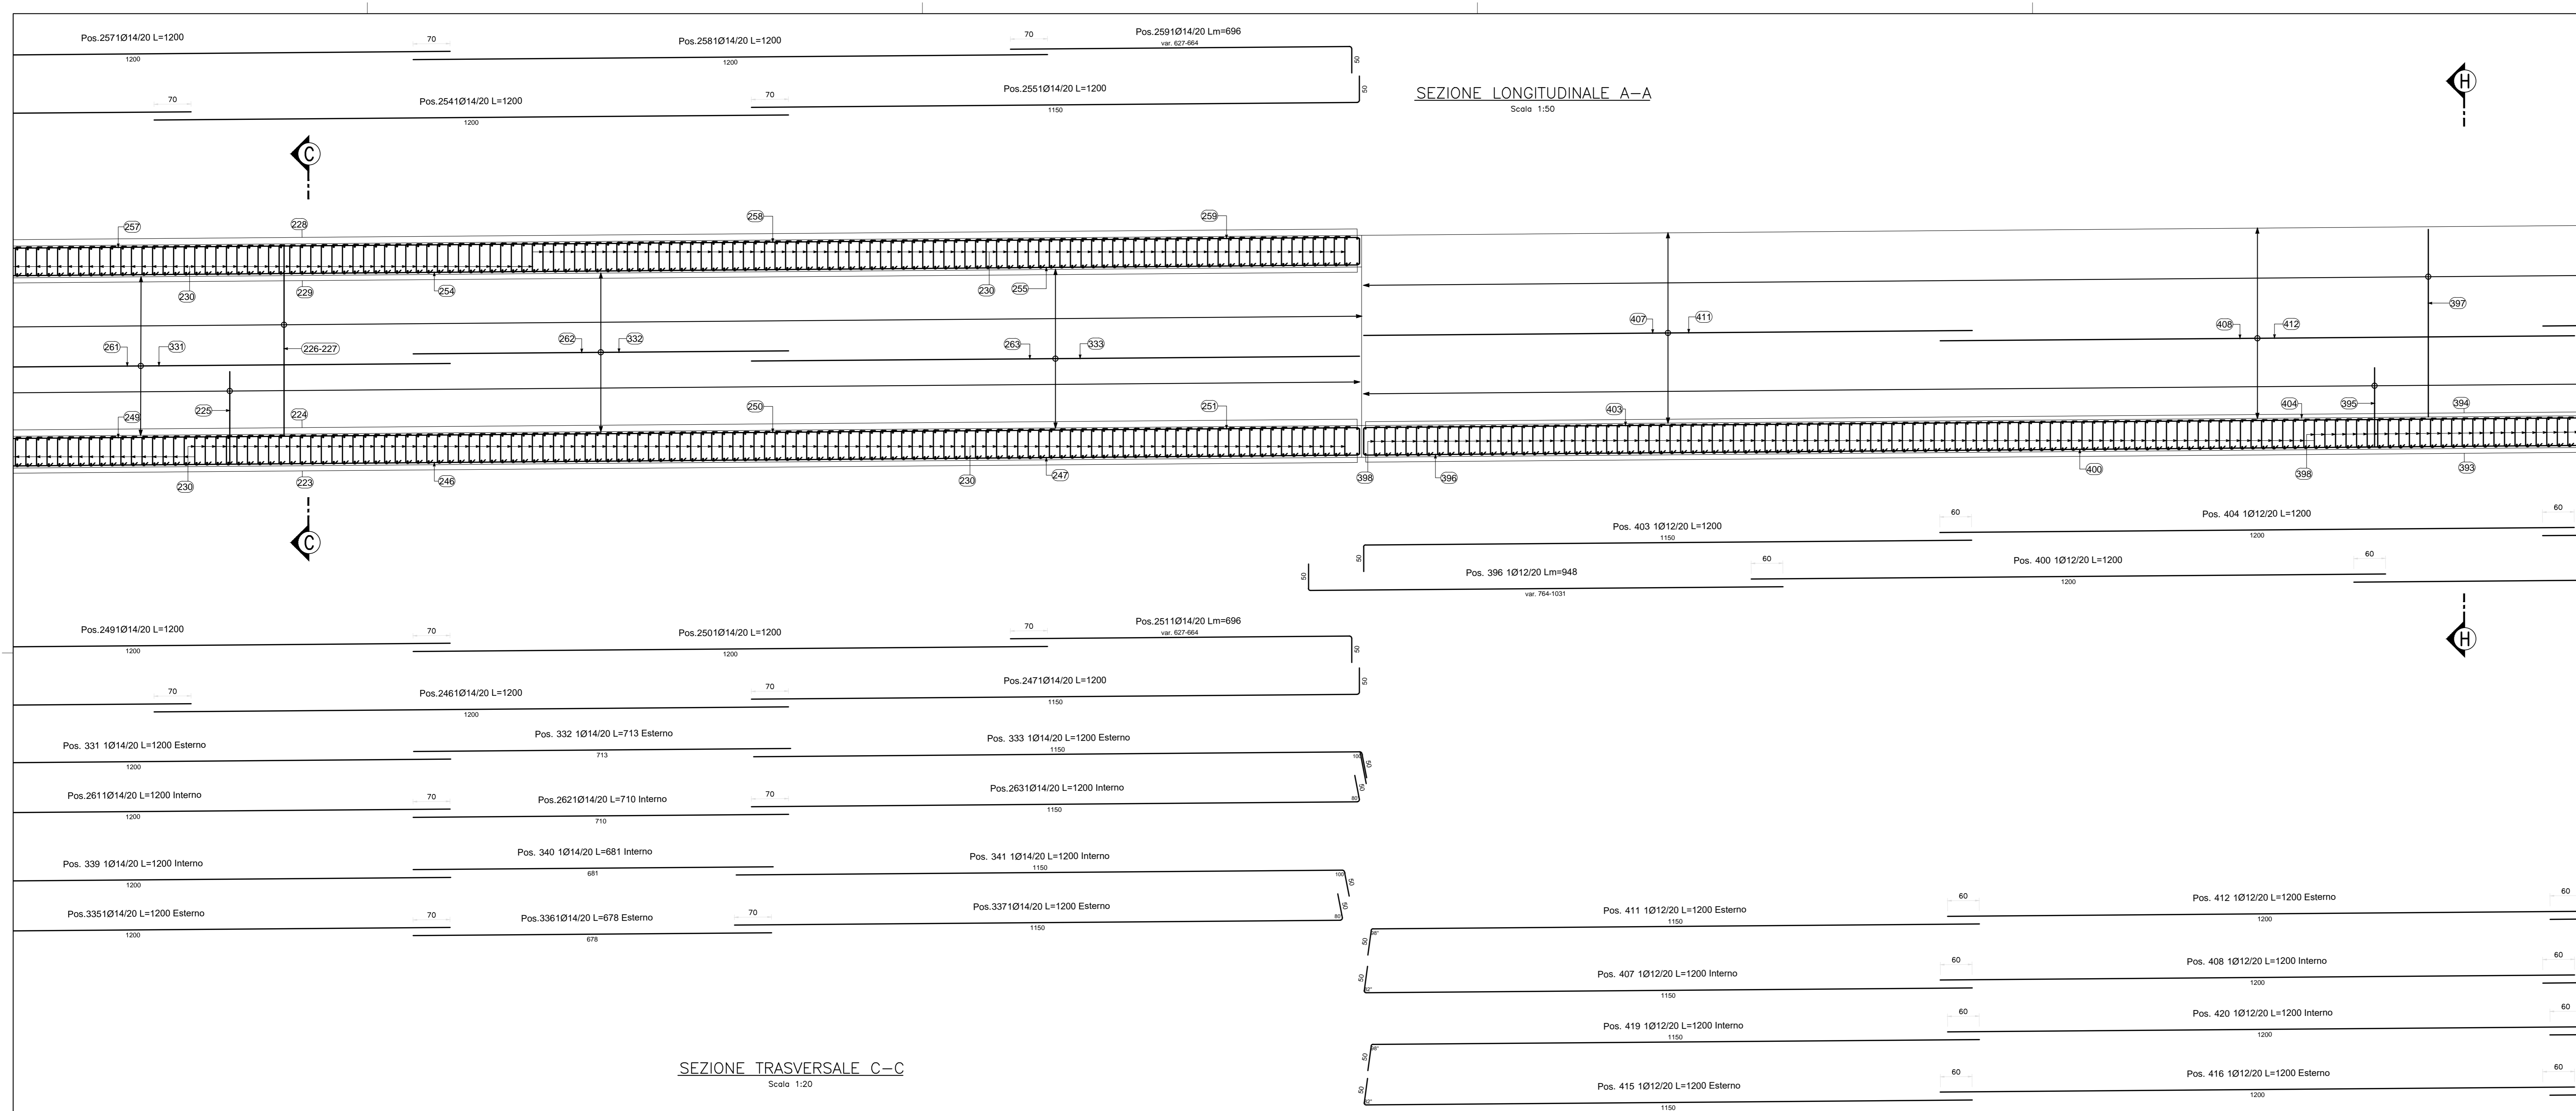 Pos.2571Ø14/20 L=1200
1200
70
Pos.2581Ø14/20 L=1200
1200
70
Pos.2591Ø14/20 Lm=696
var. 627-664
50
70
Pos.2541Ø14/20 L=1200
1200
70
Pos.2551Ø14/20 L=1200
1150
50
SEZIONE LONGITUDINALE A-A
Scala 1:50
H
C
257
228
258
259
230
229
254
230
255
261
331
226-227
262
332
263
333
407
411
408
412
397
249
225
224
250
251
403
404
395
394
230
223
246
230
247
398
396
400
398
393
C
Pos. 403 1Ø12/20 L=1200
1150
50
60
Pos. 404 1Ø12/20 L=1200
1200
60
50
Pos. 396 1Ø12/20 Lm=948
var. 764-1031
60
Pos. 400 1Ø12/20 L=1200
1200
60
H
Pos.2491Ø14/20 L=1200
1200
70
Pos.2501Ø14/20 L=1200
1200
70
Pos.2511Ø14/20 Lm=696
var. 627-664
50
70
Pos.2461Ø14/20 L=1200
1200
70
Pos.2471Ø14/20 L=1200
1150
50
Pos. 331 1Ø14/20 L=1200 Esterno
1200
Pos. 332 1Ø14/20 L=713 Esterno
713
Pos. 333 1Ø14/20 L=1200 Esterno
1150
100
50
Pos.2611Ø14/20 L=1200 Interno
1200
70
Pos.2621Ø14/20 L=710 Interno
710
70
Pos.2631Ø14/20 L=1200 Interno
1150
80
50
Pos. 339 1Ø14/20 L=1200 Interno
1200
Pos. 340 1Ø14/20 L=681 Interno
681
Pos. 341 1Ø14/20 L=1200 Interno
1150
100
50
Pos.3351Ø14/20 L=1200 Esterno
1200
70
Pos.3361Ø14/20 L=678 Esterno
678
70
Pos.3371Ø14/20 L=1200 Esterno
1150
80
50
Pos. 411 1Ø12/20 L=1200 Esterno
1150
98°
50
60
Pos. 412 1Ø12/20 L=1200 Esterno
1200
60
Pos. 407 1Ø12/20 L=1200 Interno
1150
82°
50
60
Pos. 408 1Ø12/20 L=1200 Interno
1200
60
Pos. 419 1Ø12/20 L=1200 Interno
1150
98°
50
60
Pos. 420 1Ø12/20 L=1200 Interno
1200
60
Pos. 415 1Ø12/20 L=1200 Esterno
1150
82°
50
60
Pos. 416 1Ø12/20 L=1200 Esterno
1200
60
SEZIONE TRASVERSALE C-C
Scala 1:20